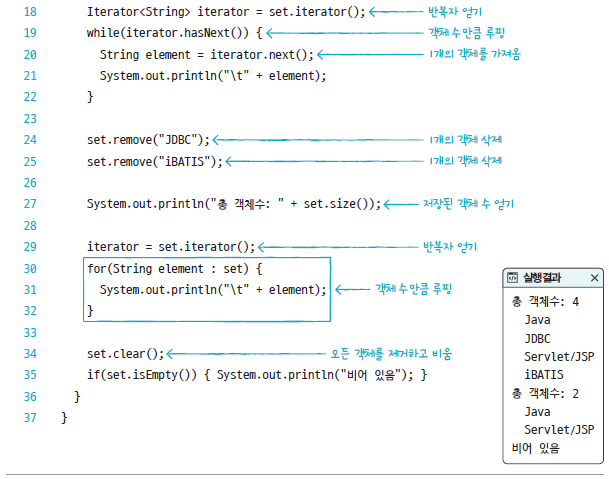 18 Iterator<String> iterator = set.iterator(); 반복자 얻기
19 while(iterator.hasNext()) { 객체 수만큼 루핑
20 String element = iterator.next(); 1개의 객체를 가져옴
21 System.out.println("\t" + element);
22 }
23
24 set.remove("JDBC"); 1개의 객체 삭제
25 set.remove("iBATIS"); 1개의 객체 삭제
26
27 System.out.println("총 객체수: " + set.size()); 저장된 객체 수 얻기
28
29 iterator = set.iterator(); 반복자 얻기
30 for(String element : set) {
31 System.out.println("\t" + element); 객체 수만큼 루핑
32 }
33
34 set.clear(); 모든 객체를 제거하고 비움
35 if(set.isEmpty()) { System.out.println("비어 있음"); }
36 }
37 }
실행결과
총 객체수: 4
Java
JDBC
Servlet/JSP
iBATIS
총 객체수: 2
Java
Servlet/JSP
비어 있음